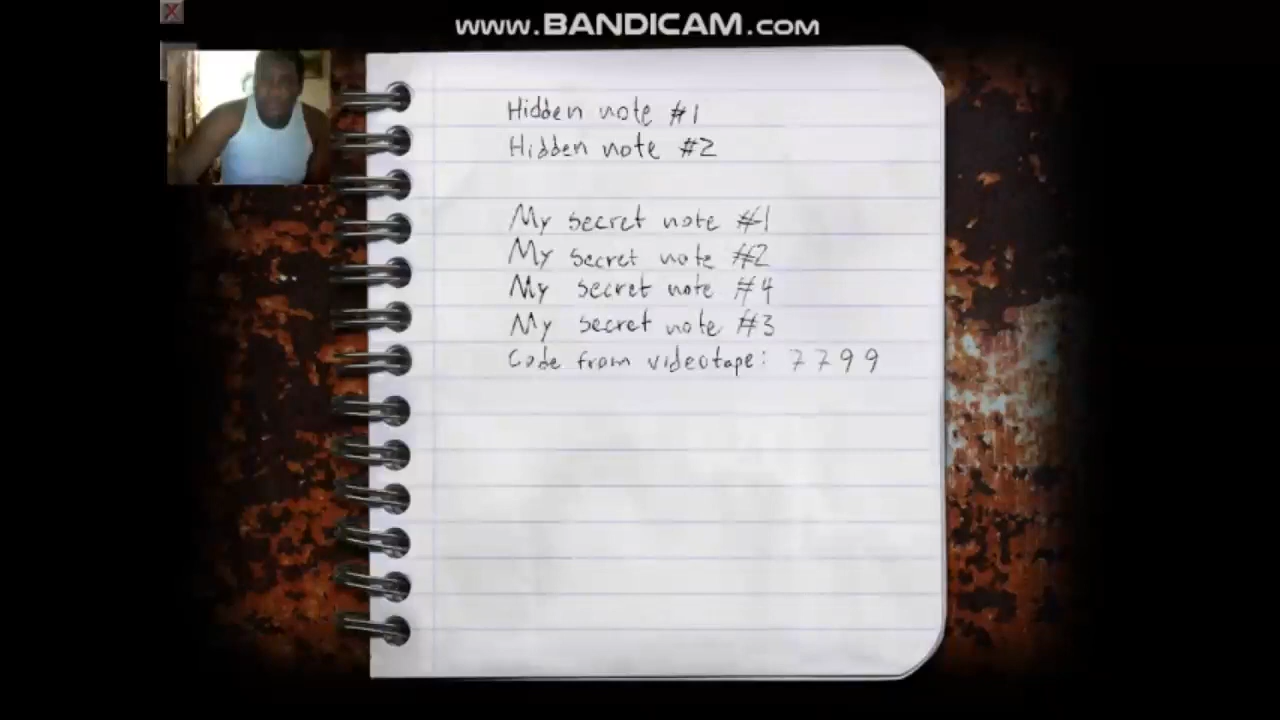 www.BANDICAM.com
Hidden note #1
Hidden note #2
My secret note #1
My secret note #2
My secret note #4
My secret note #3
Code from videotape: 7799